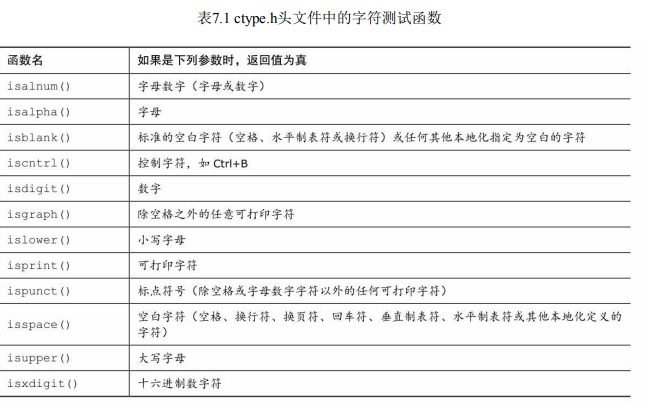 表7.1 ctype.h头文件中的字符测试函数
函数名 如果是下列参数时，返回值为真
isalnum() 字母数字（字母或数字）
isalpha() 字母
isblank() 标准的空白字符（空格、水平制表符或换行符）或任何其他本地化指定为空白的字符
iscntrl() 控制字符，如 Ctrl+B
isdigit() 数字
isgraph() 除空格之外的任意可打印字符
islower() 小写字母
isprint() 可打印字符
ispunct() 标点符号（除空格或字母数字字符以外的任何可打印字符）
isspace() 空白字符（空格、换行符、换页符、回车符、垂直制表符、水平制表符或其他本地化定义的
字符）
isupper() 大写字母
isxdigit() 十六进制数字符